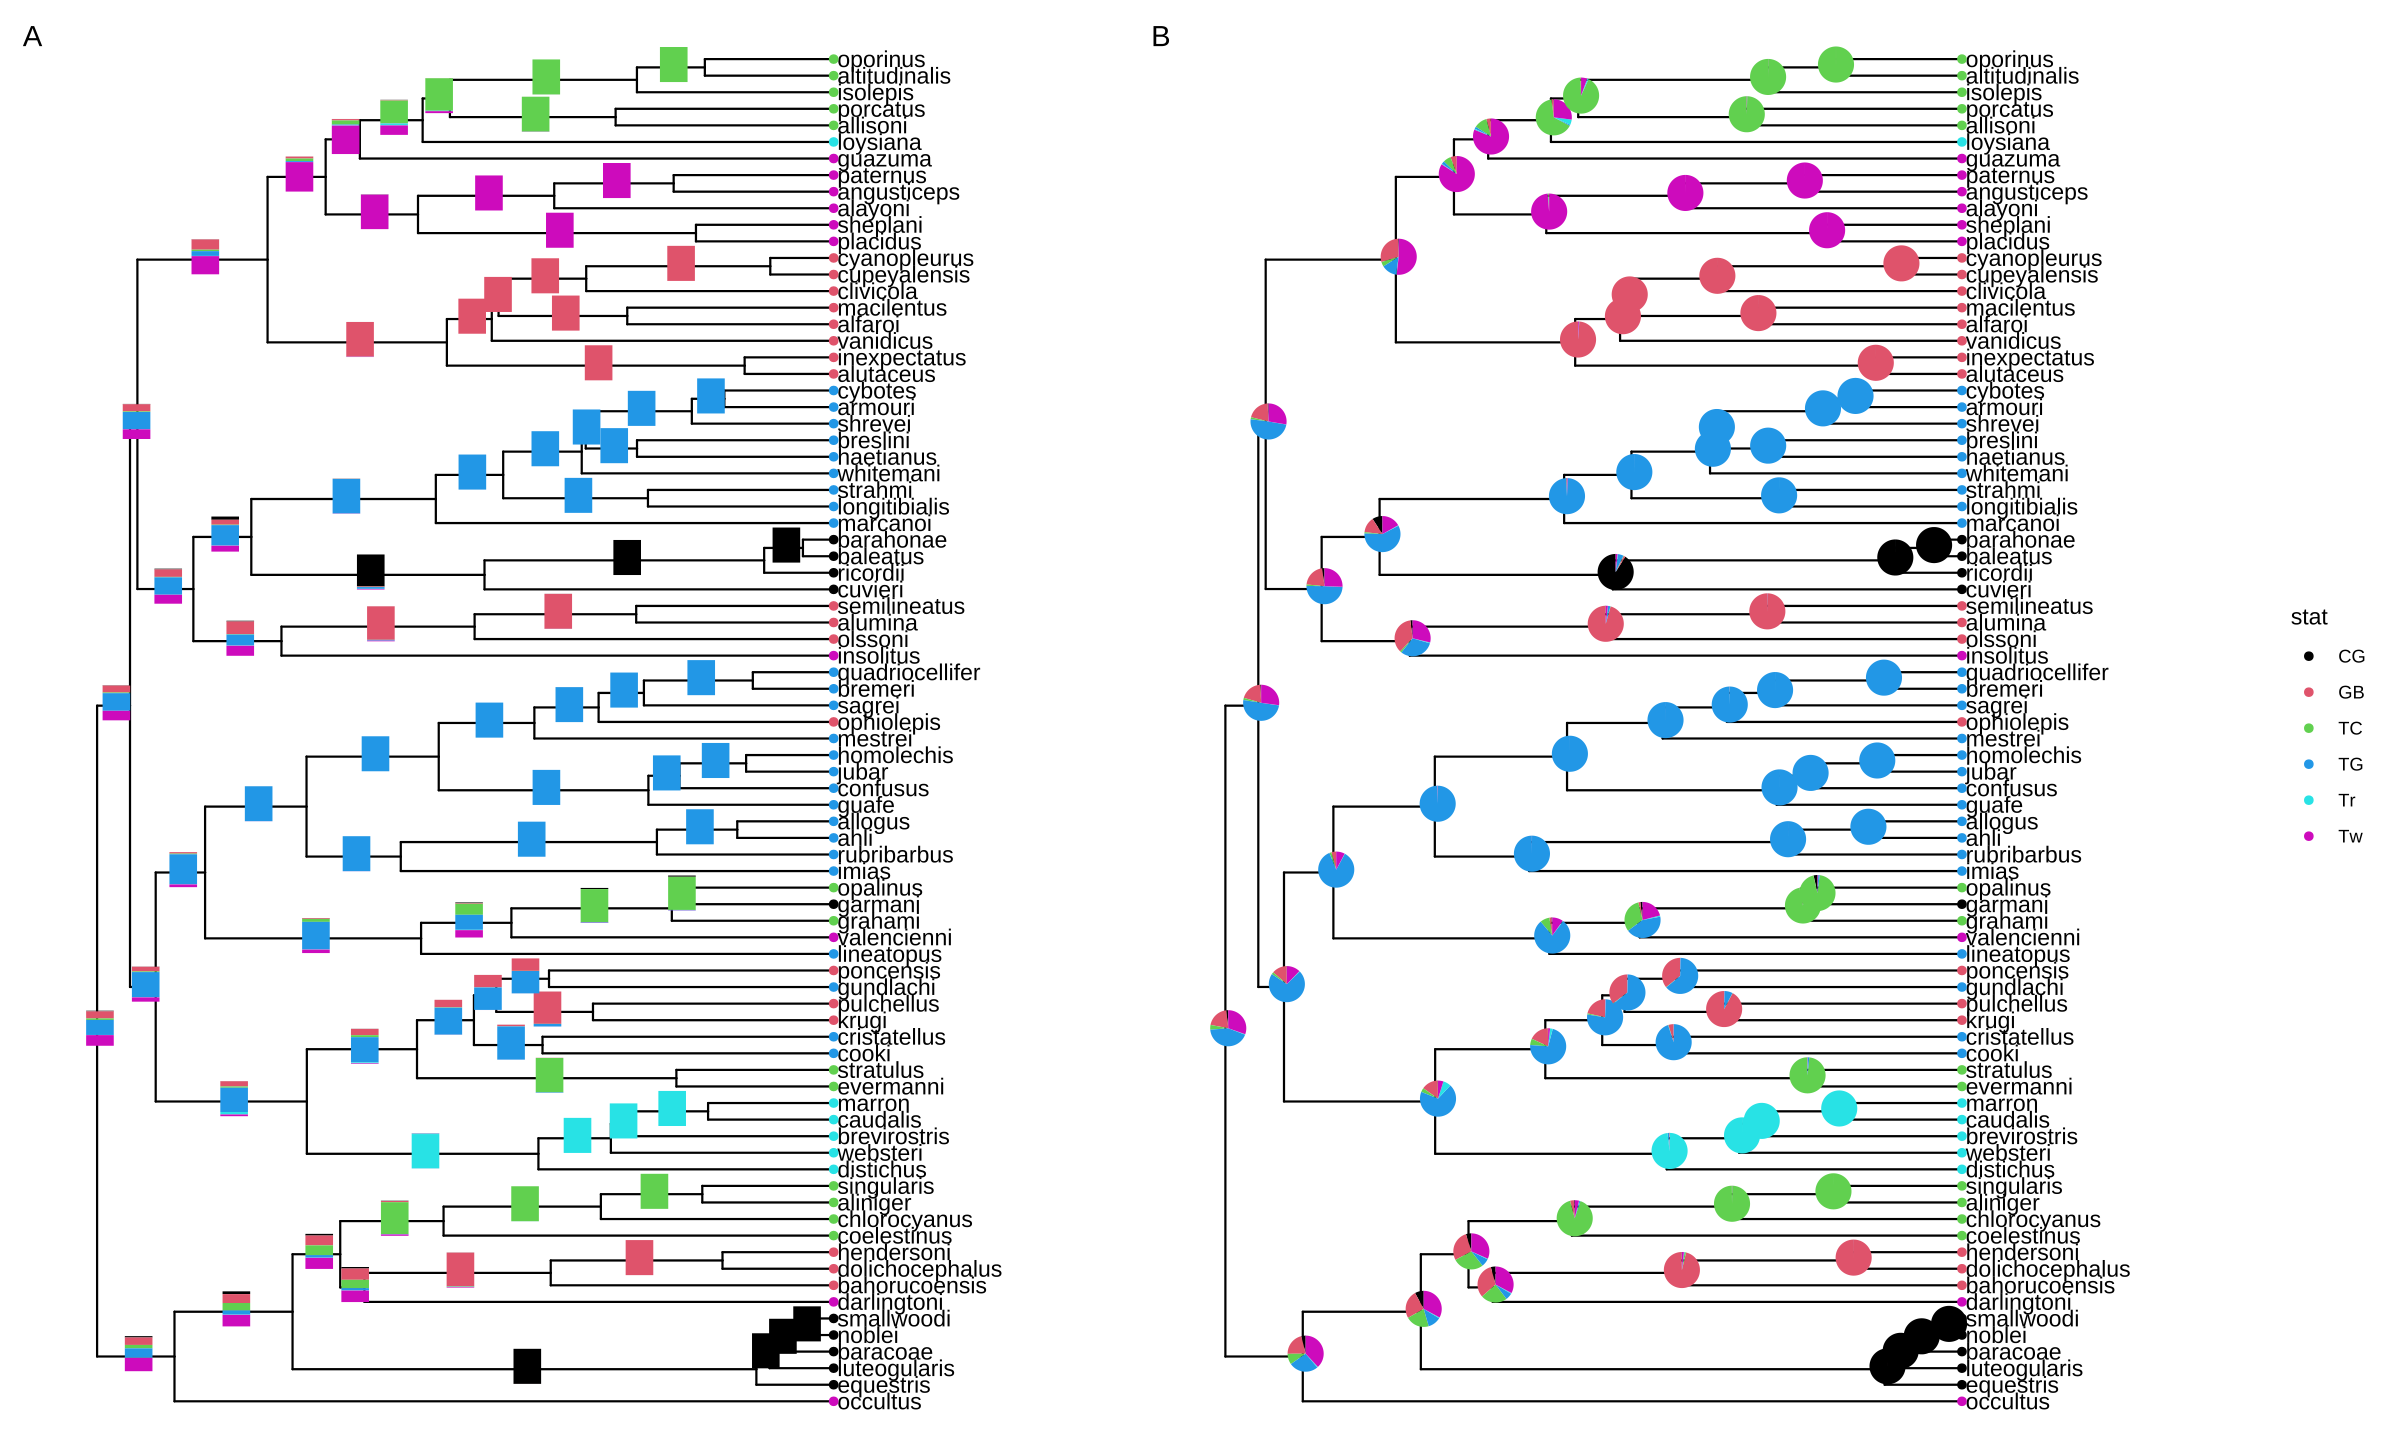 A
oporinus
altitudinalis
isolepis
porcatus
allisoni
loysiana
guazuma
paternus
angusticeps
alayoni
sheplani
placidus
cyanopleurus
cupeyalensis
clivicola
macilentus
alfaroi
vanidicus
inexpectatus
alutaceus
cybotes
armouri
shrevei
breslini
haetianus
whitemani
strahmi
longitibialis
marcanoi
parahonae
baleatus
ricordii
cuvieri
semilineatus
alumina
olssoni
insolitus
quadriocellifer
bremeri
sagrei
ophiolepis
mestrei
homolechis
jubar
confusus
guafe
allogus
ahli
rubribarbus
imias
opalinus
garmani
grahami
valencienni
lineatopus
poncensis
gundlachi
pulchellus
krugi
cristatellus
cooki
stratulus
evermanni
marron
caudalis
brevirostris
websteri
distichus
singularis
aliniger
chlorocyanus
coelestinus
hendersoni
dolichocephalus
bahorucoensis
darlingtoni
smallwoodi
noblei
paracoae
luteogularis
equestris
occultus
B
oporinus
altitudinalis
isolepis
porcatus
allisoni
loysiana
guazuma
paternus
angusticeps
alayoni
sheplani
placidus
cyanopleurus
cupeyalensis
clivicola
macilentus
alfaroi
vanidicus
inexpectatus
alutaceus
cybotes
armouri
shrevei
breslini
haetianus
whitemani
strahmi
longitibialis
marcanoi
parahonae
baleatus
ricordii
cuvieri
semilineatus
alumina
olssoni
insolitus
quadriocellifer
bremeri
sagrei
ophiolepis
mestrei
homolechis
jubar
confusus
guafe
allogus
ahli
rubribarbus
imias
opalinus
garmani
grahami
valencienni
lineatopus
poncensis
gundlachi
pulchellus
krugi
cristatellus
cooki
stratulus
evermanni
marron
caudalis
brevirostris
websteri
distichus
singularis
aliniger
chlorocyanus
coelestinus
hendersoni
dolichocephalus
bahorucoensis
darlingtoni
smallwoodi
noblei
paracoae
luteogularis
equestris
occultus
stat
CG
GB
TC
TG
Tr
Tw